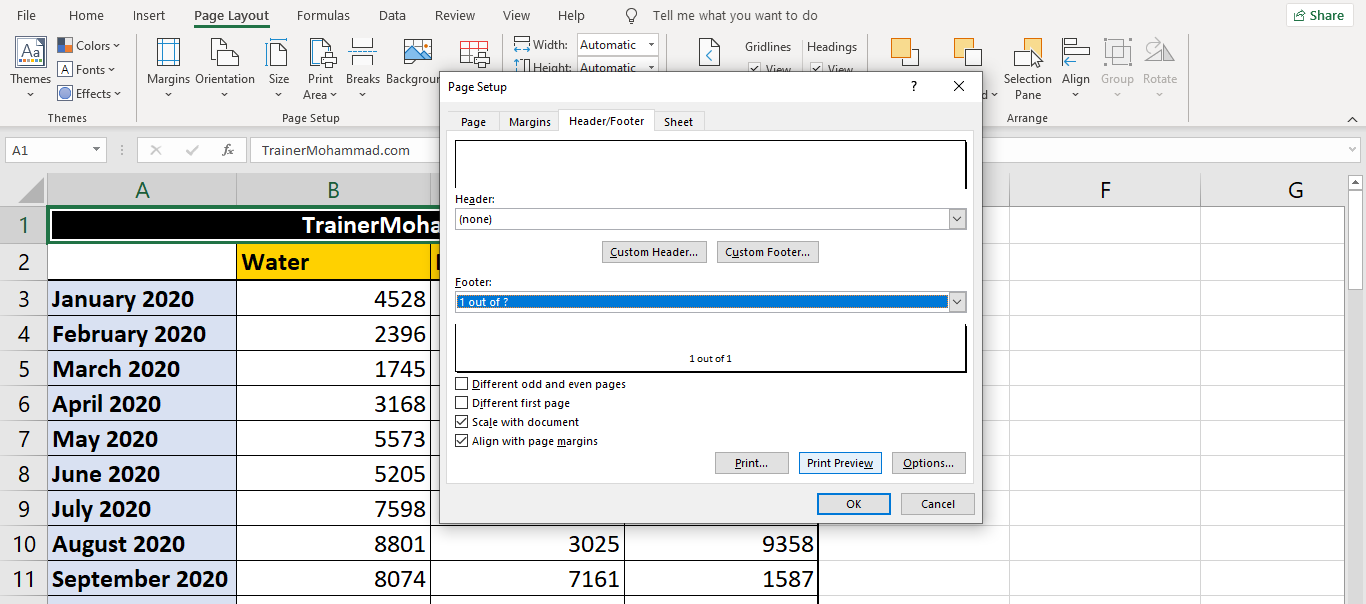 File Home Insert Page Layout Formulas Data Review View Help Tell me what you want to do Share
Aa Themes
Colors
A Fonts
Effects
Themes
Margins
Orientation
Size
Print Area
Breaks
Backgroun
Page Setup
Width: Automatic
Height: Automatic
Gridlines
View
Headings
View
d
Selection Pane
Align
Group
Rotate
Arrange
A1 fx TrainerMohammad.com
A B F G
1 TrainerMoha
2 Water
3 January 2020 4528
4 February 2020 2396
5 March 2020 1745
6 April 2020 3168
7 May 2020 5573
8 June 2020 5205
9 July 2020 7598
10 August 2020 8801 3025 9358
11 September 2020 8074 7161 1587
Page Setup ?
Page Margins Header/Footer Sheet
Header:
(none)
Custom Header... Custom Footer...
Footer:
1 out of ?
1 out of 1
Different odd and even pages
Different first page
Scale with document
Align with page margins
Print... Print Preview Options...
OK Cancel